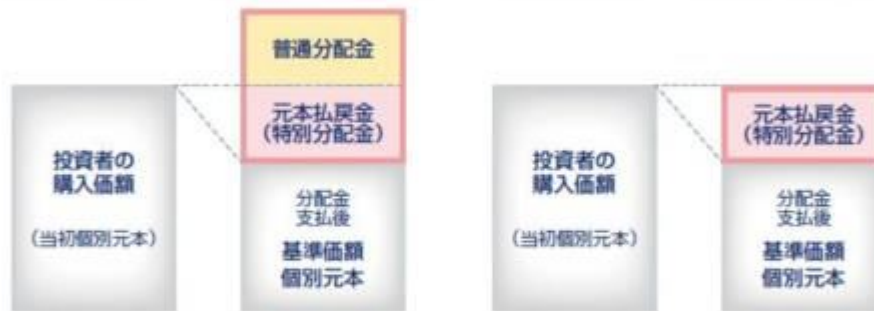 普通分配金
元本払戻金
(特別分配金)
投資者の
購入価額
(当初個別元本)
分配金
支払後
基準価額
個別元本
元本払戻金
(特別分配金)
投資者の
購入価額
(当初個別元本)
分配金
支払後
基準価額
個別元本